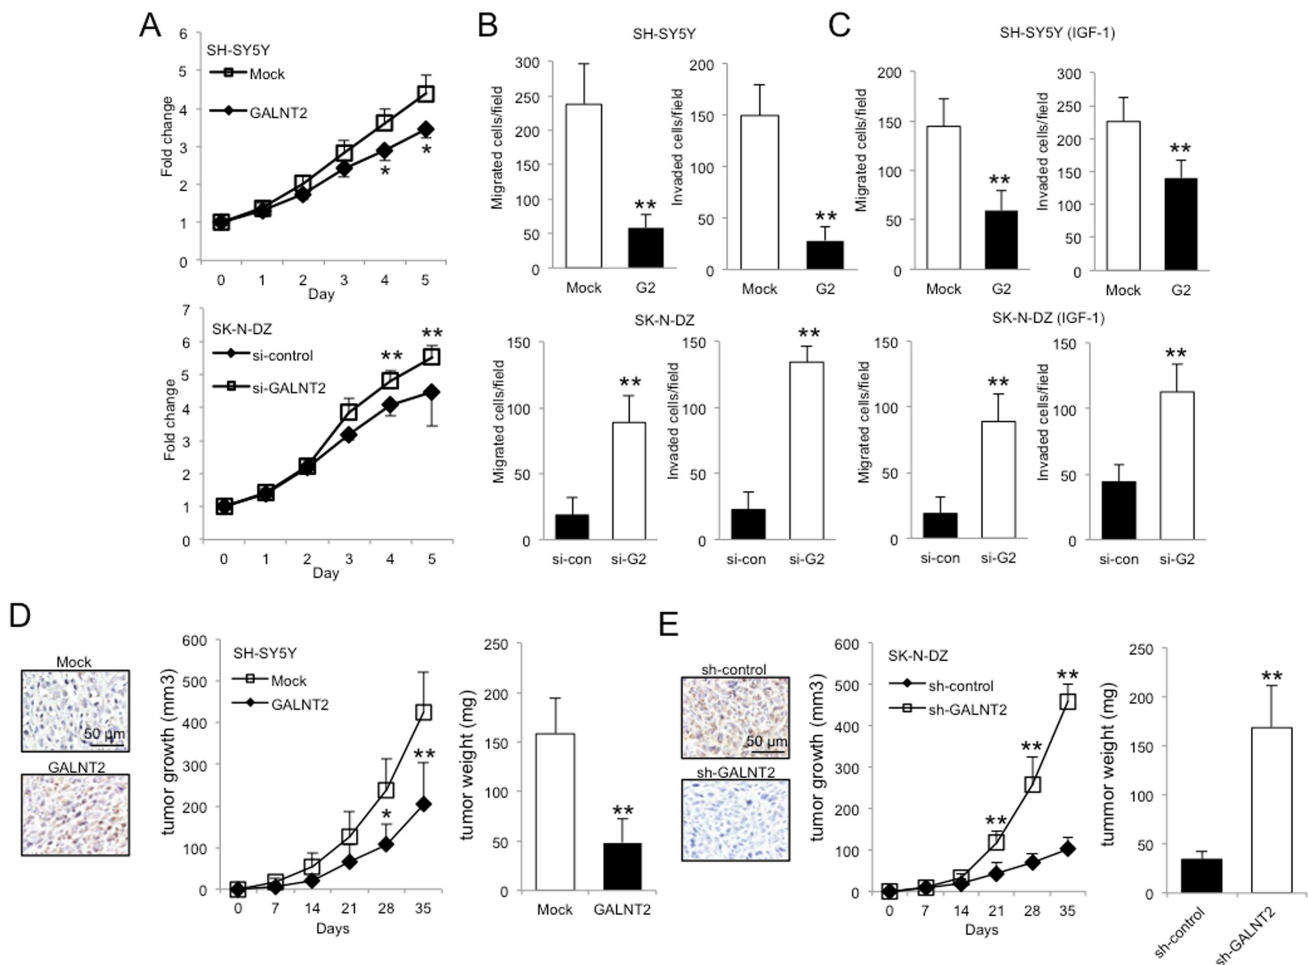 A
SH-SY5Y
Mock
GALNT2
Fold change
6
5
4
3
2
1
0
*
*
0 1 2 3 4 5
Day
SK-N-DZ
si-control
si-GALNT2
Fold change
7
6
5
4
3
2
1
0
**
**
0 1 2 3 4 5
Day
B
SH-SY5Y
Migrated cells/field
300
250
200
150
100
50
0
**
Mock G2
Invaded cells/field
200
150
100
50
0
**
Mock G2
SK-N-DZ
Migrated cells/field
150
100
50
0
**
si-con si-G2
Invaded cells/field
150
100
50
0
**
si-con si-G2
C
SH-SY5Y (IGF-1)
Migrated cells/field
200
150
100
50
0
**
Mock G2
Invaded cells/field
300
250
200
150
100
50
0
**
Mock G2
SK-N-DZ (IGF-1)
Migrated cells/field
150
100
50
0
**
si-con si-G2
Invaded cells/field
150
100
50
0
**
si-con si-G2
D
Mock
50 µm
GALNT2
SH-SY5Y
Mock
GALNT2
tumor growth (mm3)
600
500
400
300
200
100
0
*
**
0 7 14 21 28 35
Days
tumor weight (mg)
250
200
150
100
50
0
**
Mock GALNT2
E
sh-control
50 µm
sh-GALNT2
SK-N-DZ
sh-control
sh-GALNT2
tumor growth (mm3)
600
500
400
300
200
100
0
**
**
**
0 7 14 21 28 35
Days
tummor weight (mg)
250
200
150
100
50
0
**
sh-control
sh-GALNT2